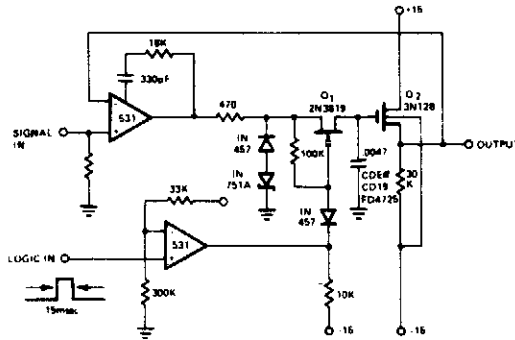 +15
18K
330pF
531
470
Q1
2N3819
Q2
3N128
SIGNAL
IN
OUTPUT
IN
457
100K
.0047
CDE#
CD19
FD4725
30
K
IN
751A
33K
IN
457
531
LOGIC IN
300K
10K
15msec
-15
-15